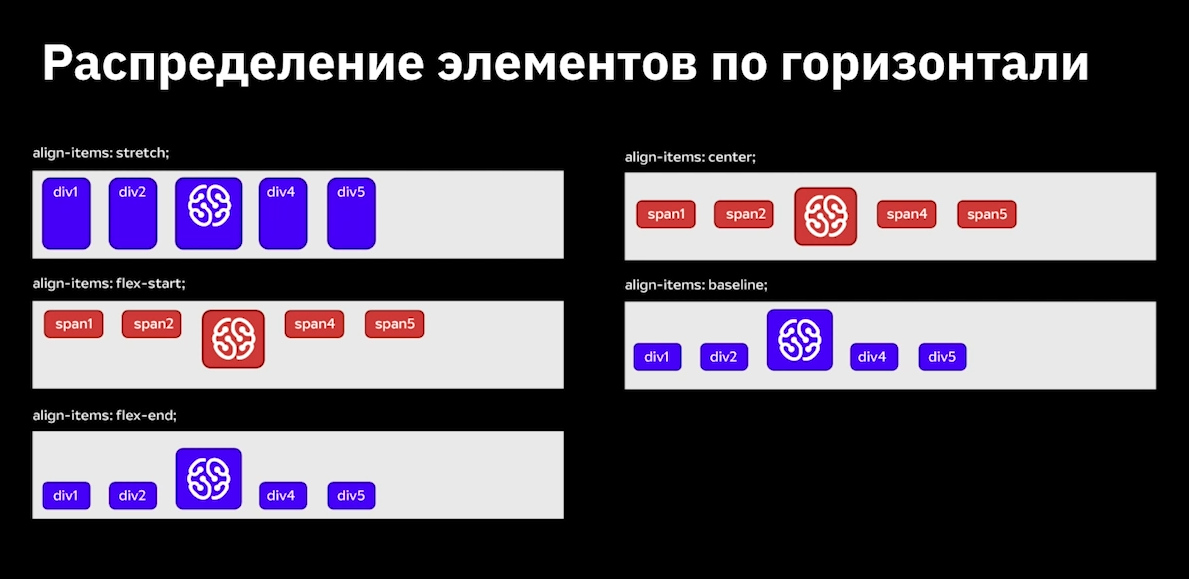 Распределение элементов по горизонтали
align-items: stretch;
div1 div2 div4 div5
align-items: flex-start;
span1 span2 span4 span5
align-items: flex-end;
div1 div2 div4 div5
align-items: center;
span1 span2 span4 span5
align-items: baseline;
div1 div2 div4 div5